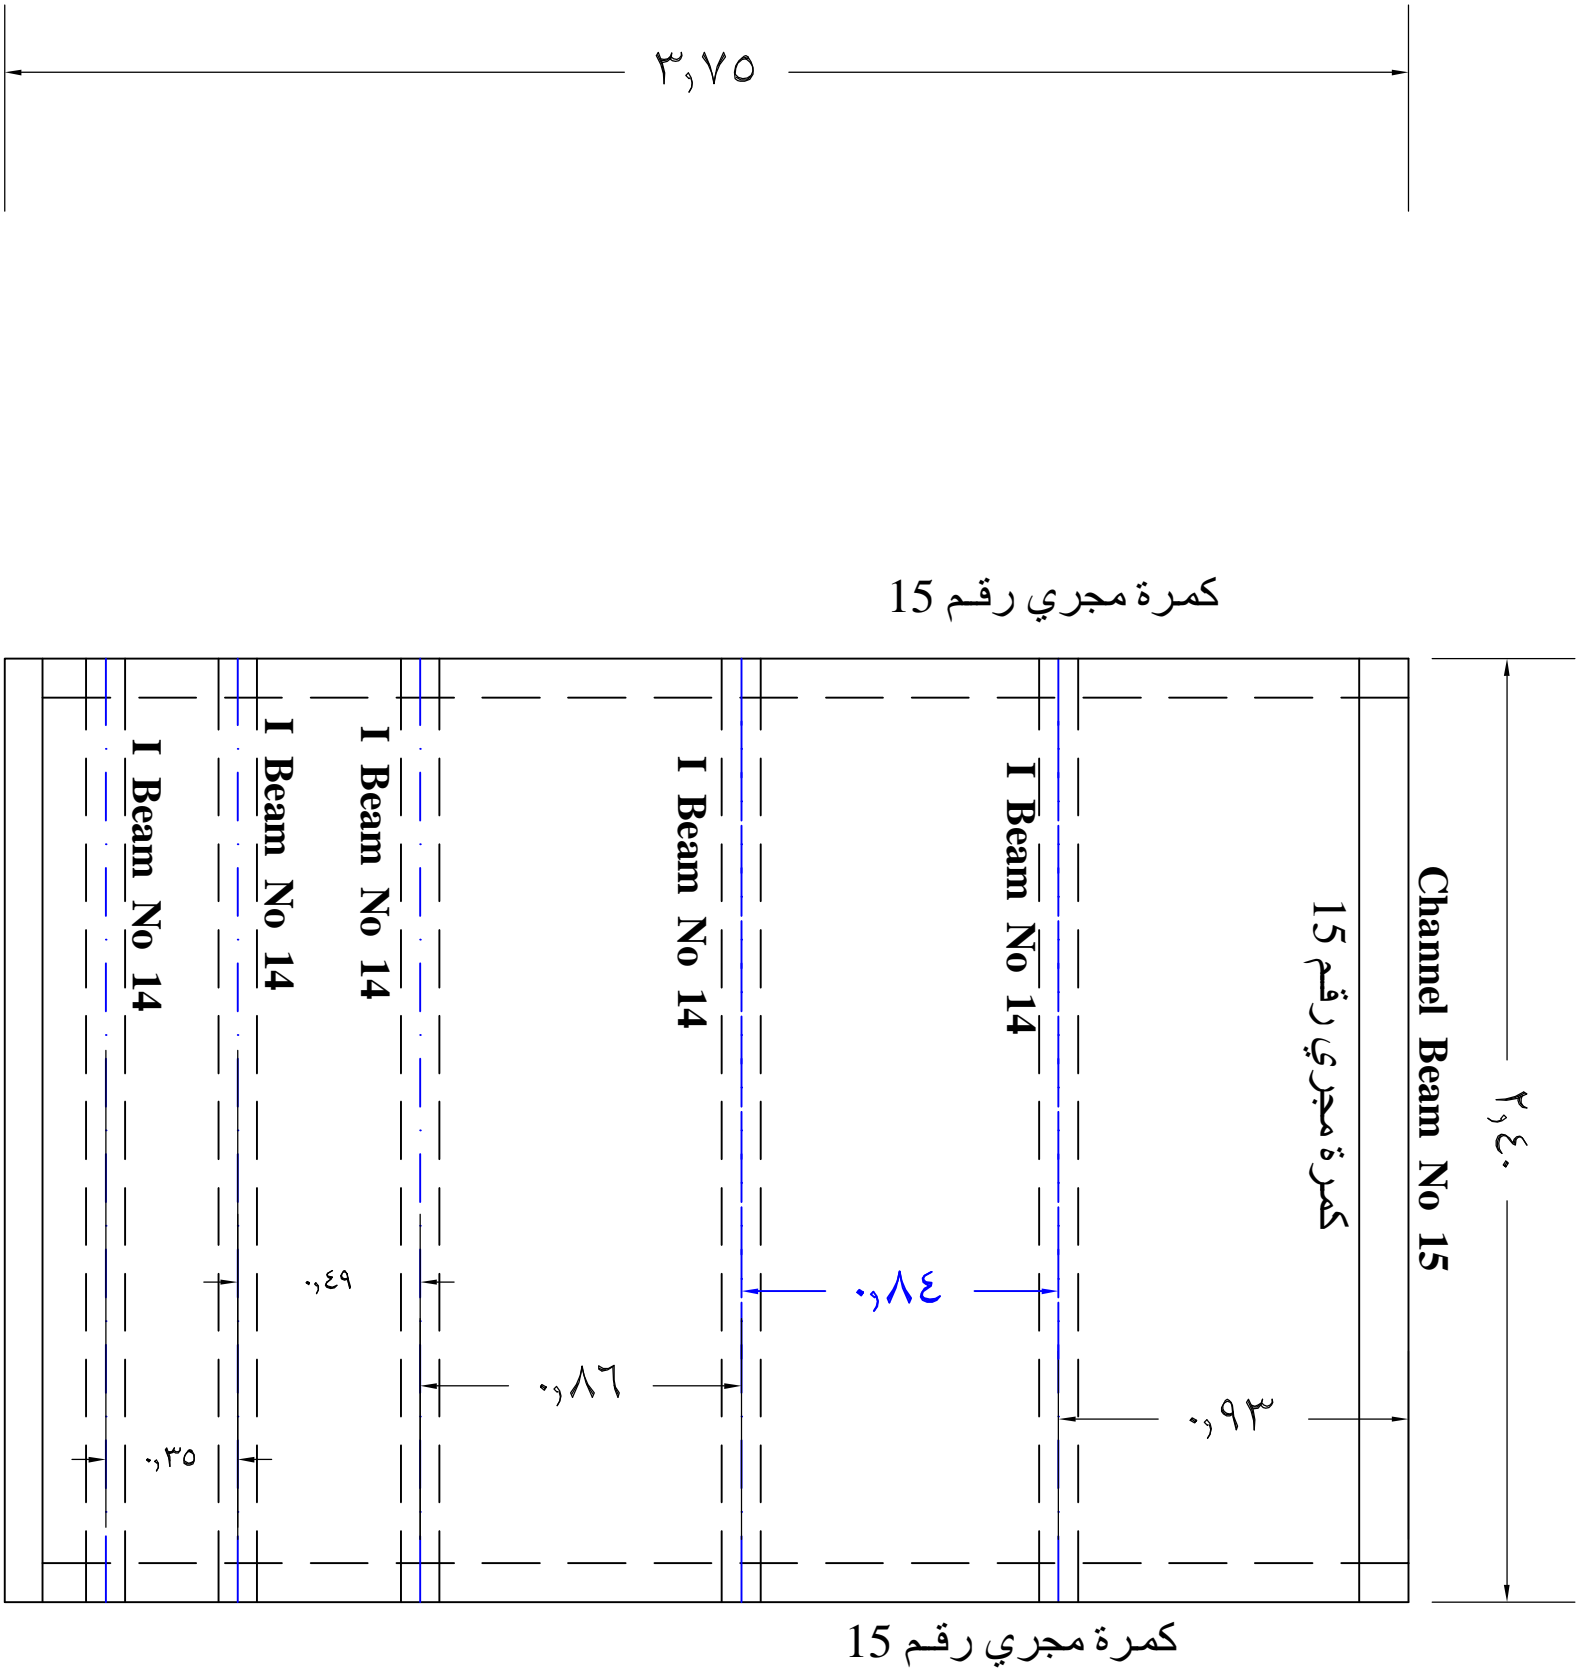 ٣,٧٥
كمرة مجري رقم 15
٢,٤٠
Channel Beam No 15
كمرة مجري رقم 15
I Beam No 14
I Beam No 14
I Beam No 14
I Beam No 14
I Beam No 14
٠,٤٩
٠,٨٤
٠,٨٦
٠,٩٣
٠,٣٥
كمرة مجري رقم 15